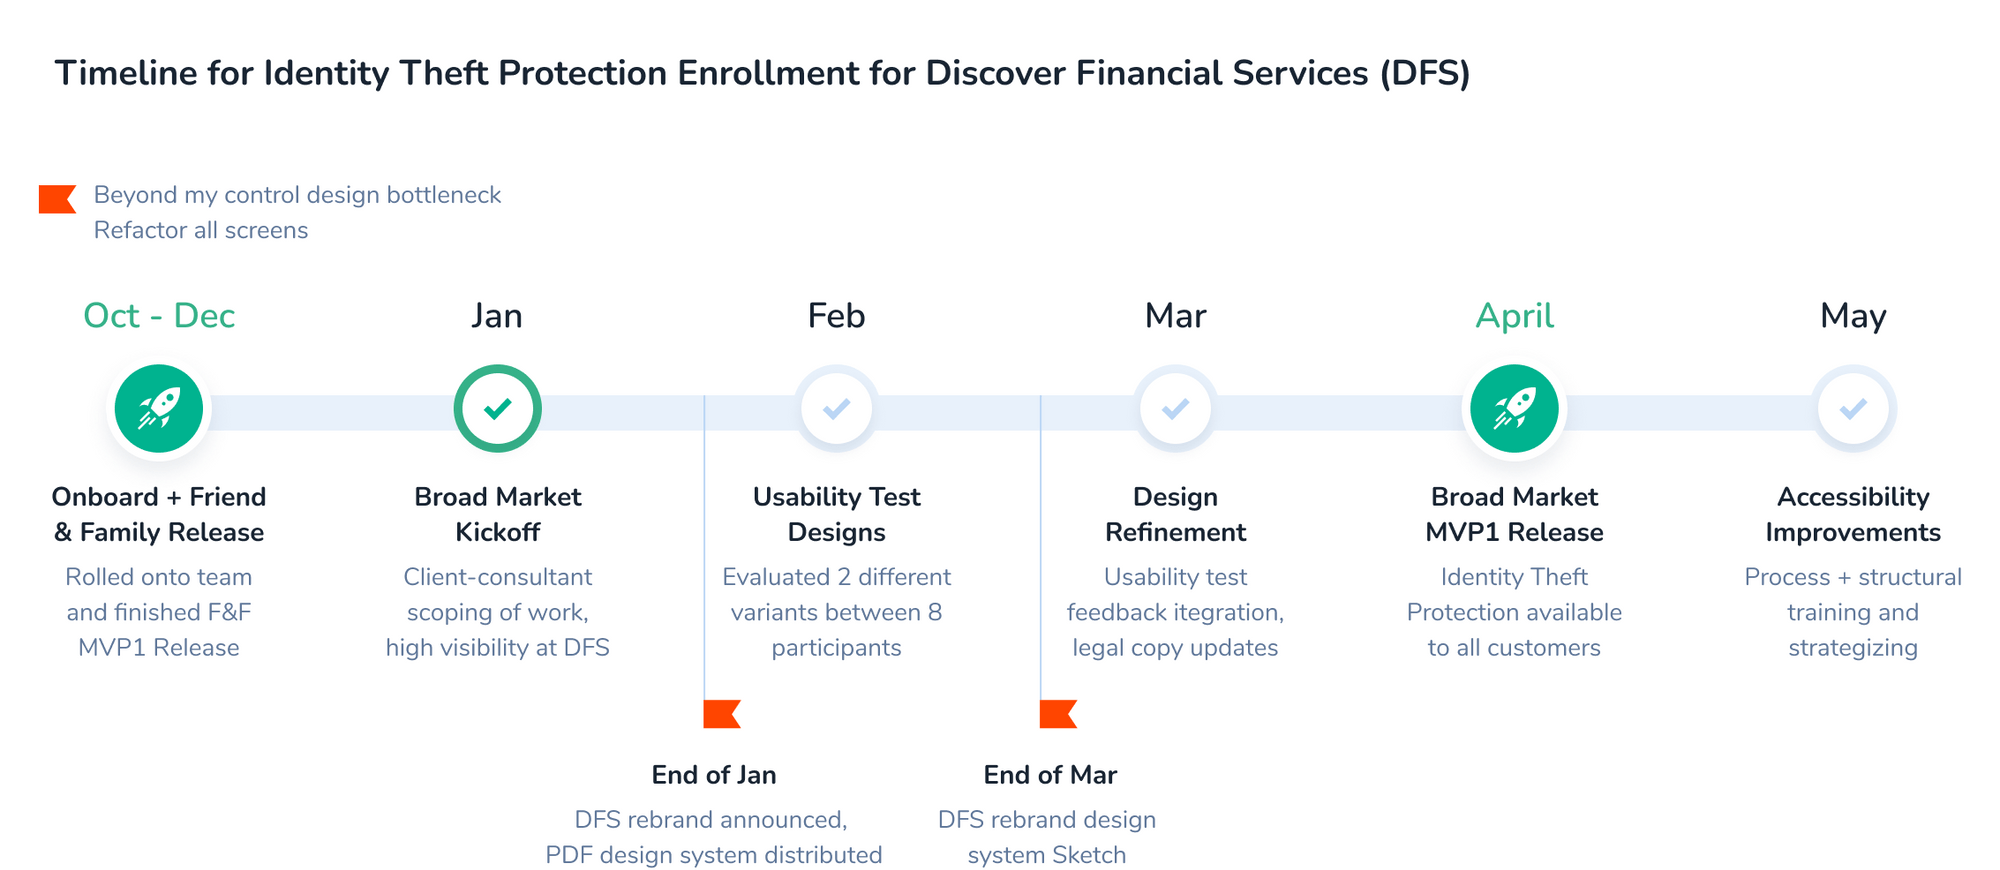 Timeline for Identity Theft Protection Enrollment for Discover Financial Services (DFS)
Beyond my control design bottleneck
Refactor all screens
Oct - Dec
Jan
Feb
Mar
April
May
Onboard + Friend
& Family Release
Rolled onto team
and finished F&F
MVP1 Release
Broad Market
Kickoff
Client-consultant
scoping of work,
high visibility at DFS
Usability Test
Designs
Evaluated 2 different
variants between 8
participants
Design
Refinement
Usability test
feedback itegration,
legal copy updates
Broad Market
MVP1 Release
Identity Theft
Protection available
to all customers
Accessibility
Improvements
Process + structural
training and
strategizing
End of Jan
DFS rebrand announced,
PDF design system distributed
End of Mar
DFS rebrand design
system Sketch